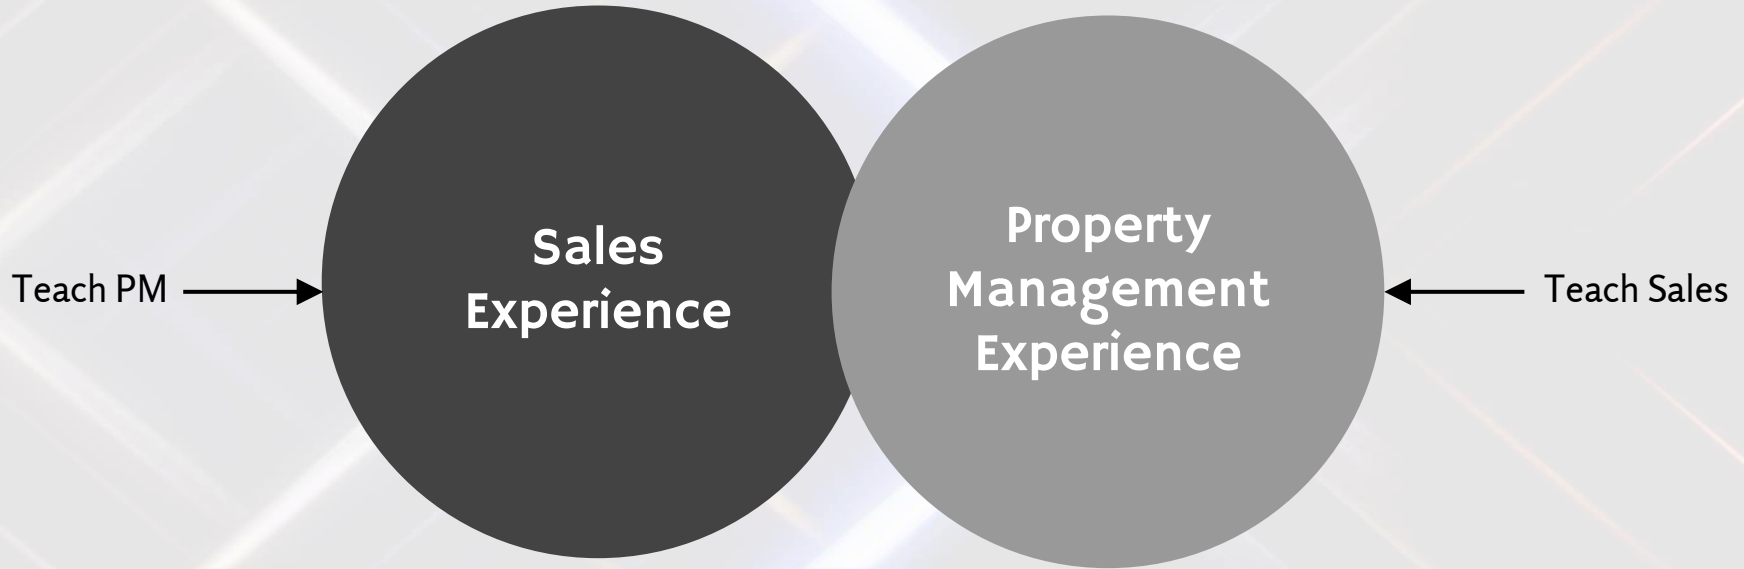 Teach PM
Sales
Experience
Property
Management
Experience
Teach Sales